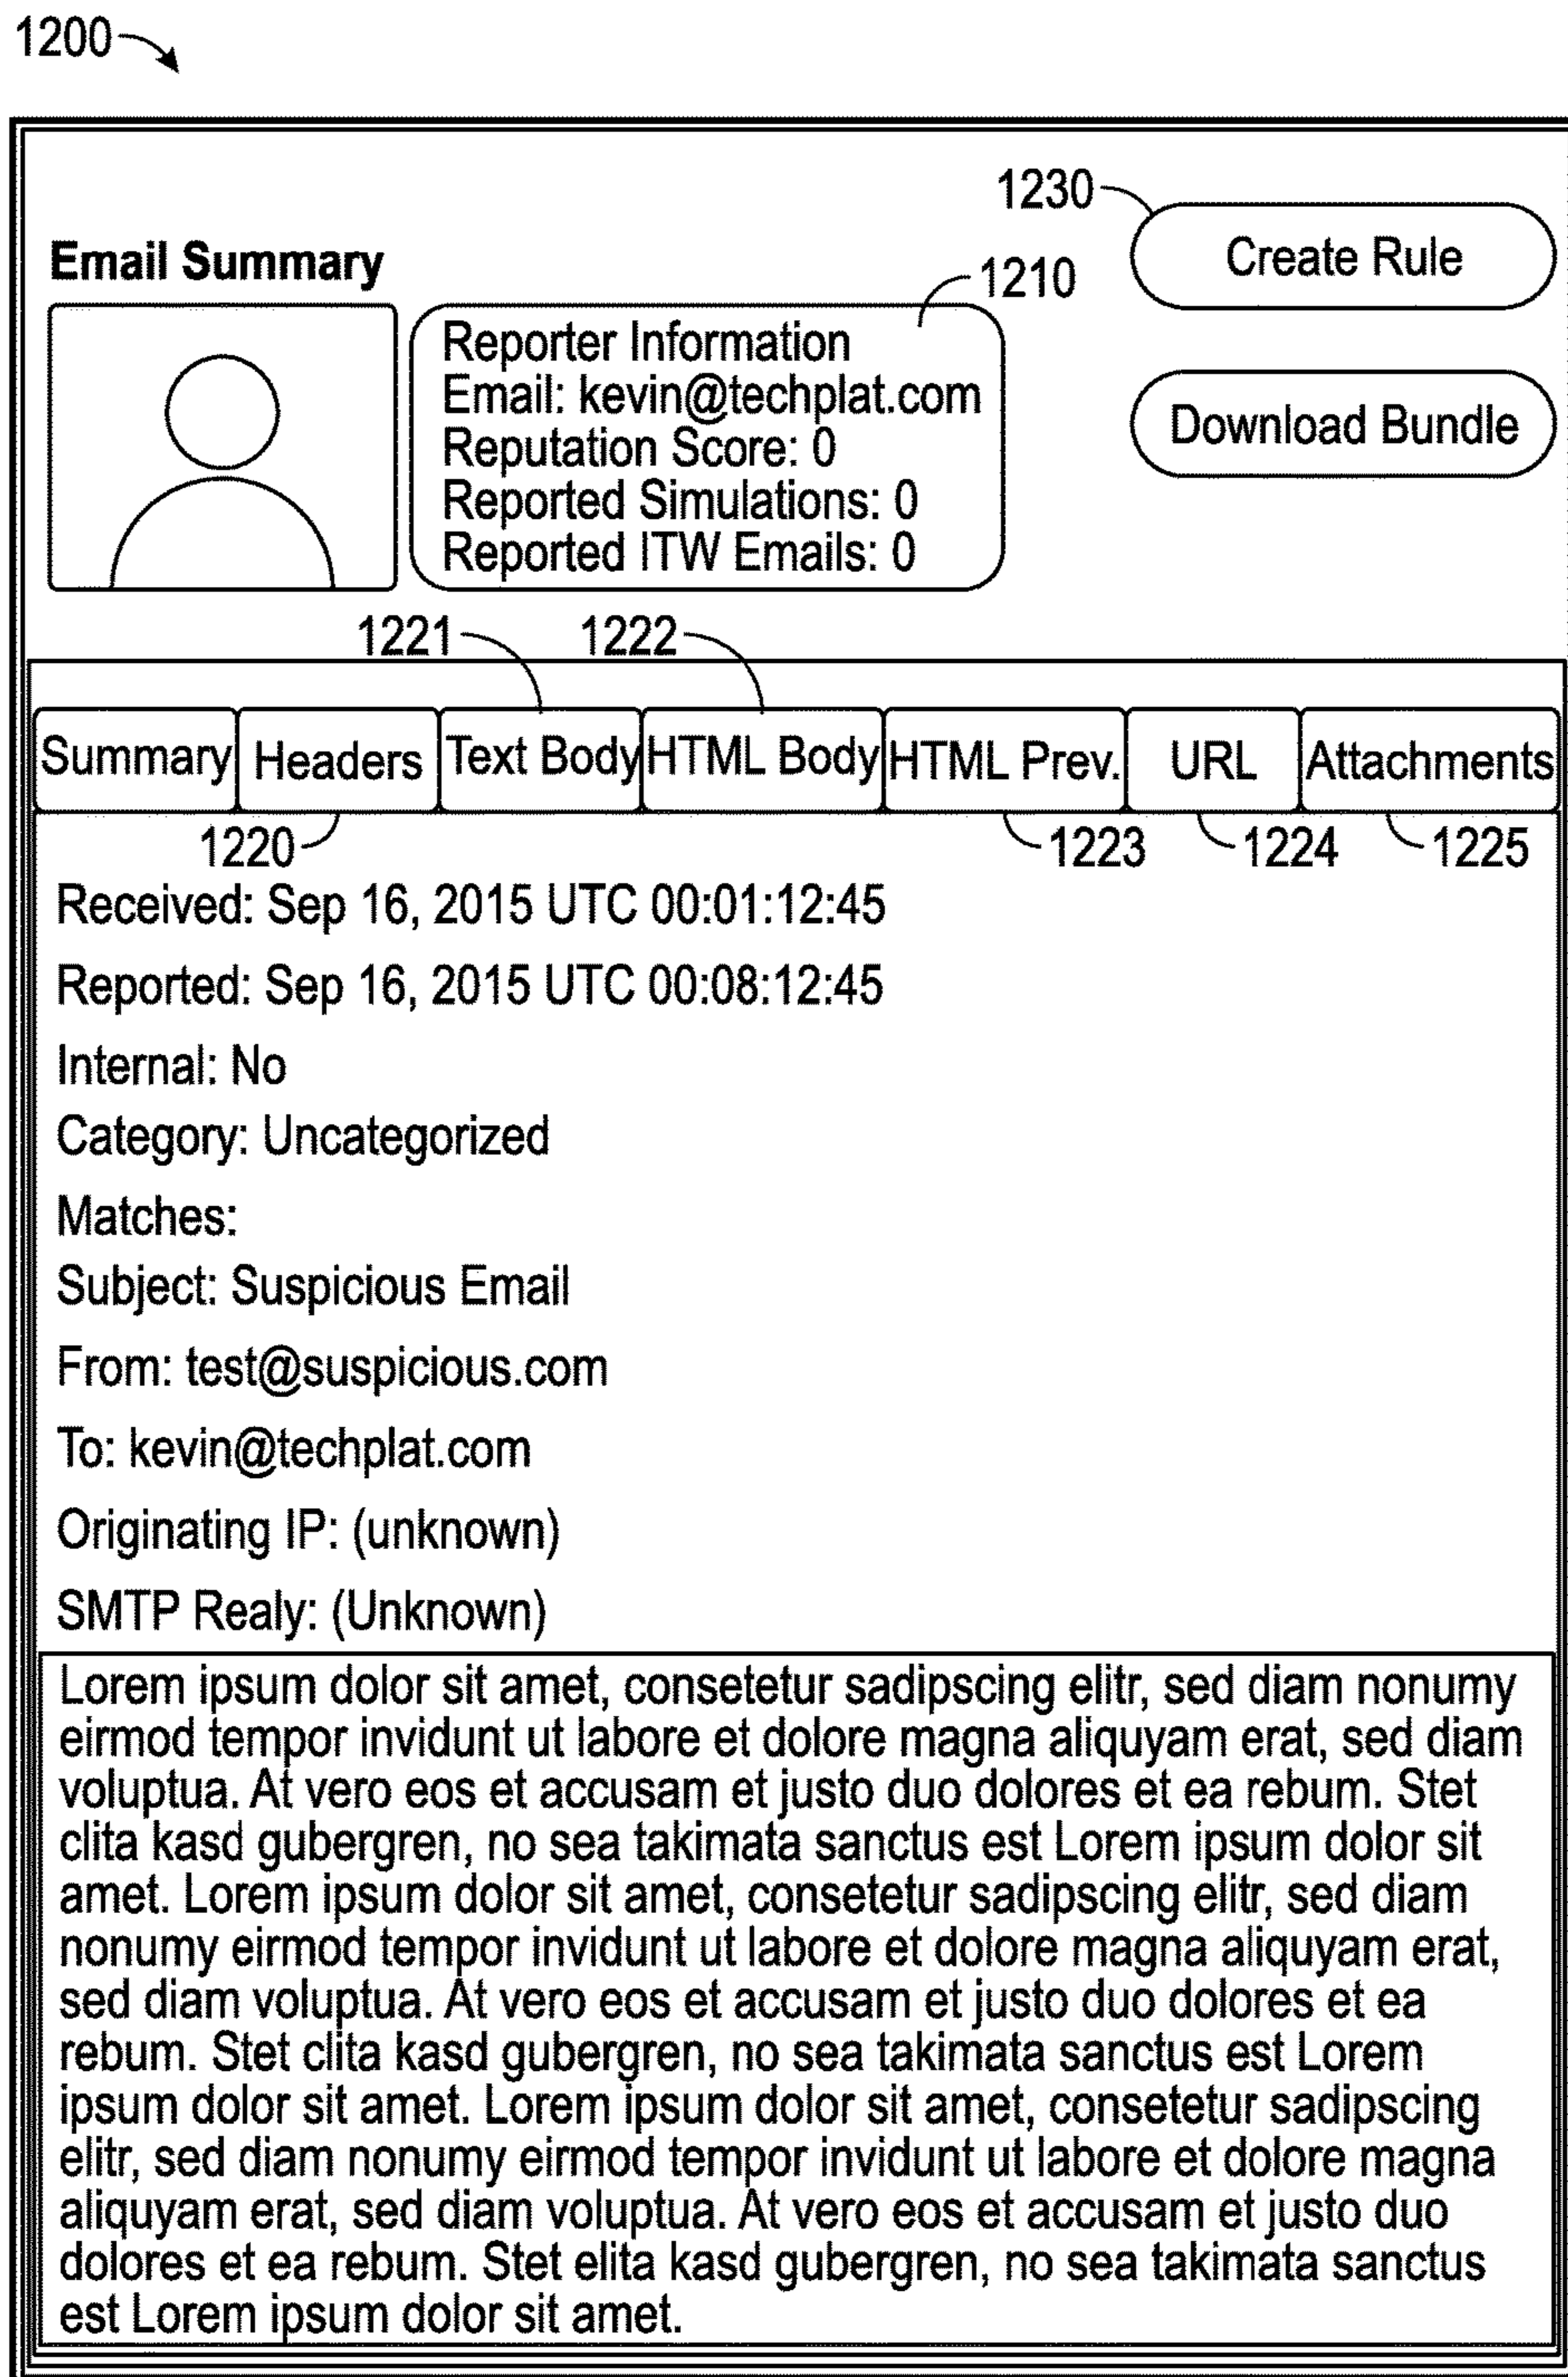 1200
1230
Create Rule
Email Summary
1210
Reporter Information
Email: kevin@techplat.com
Reputation Score: 0
Reported Simulations: 0
Reported ITW Emails: 0
Download Bundle
1221
1222
Summary Headers Text Body HTML Body HTML Prev. URL Attachments
1220
1223
1224
1225
Received: Sep 16, 2015 UTC 00:01:12:45
Reported: Sep 16, 2015 UTC 00:08:12:45
Internal: No
Category: Uncategorized
Matches:
Subject: Suspicious Email
From: test@suspicious.com
To: kevin@techplat.com
Originating IP: (unknown)
SMTP Realy: (Unknown)
Lorem ipsum dolor sit amet, consetetur sadipscing elitr, sed diam nonumy
eirmod tempor invidunt ut labore et dolore magna aliquyam erat, sed diam
voluptua. At vero eos et accusam et justo duo dolores et ea rebum. Stet
clita kasd gubergren, no sea takimata sanctus est Lorem ipsum dolor sit
amet. Lorem ipsum dolor sit amet, consetetur sadipscing elitr, sed diam
nonumy eirmod tempor invidunt ut labore et dolore magna aliquyam erat,
sed diam voluptua. At vero eos et accusam et justo duo dolores et ea
rebum. Stet clita kasd gubergren, no sea takimata sanctus est Lorem
ipsum dolor sit amet. Lorem ipsum dolor sit amet, consetetur sadipscing
elitr, sed diam nonumy eirmod tempor invidunt ut labore et dolore magna
aliquyam erat, sed diam voluptua. At vero eos et accusam et justo duo
dolores et ea rebum. Stet elita kasd gubergren, no sea takimata sanctus
est Lorem ipsum dolor sit amet.